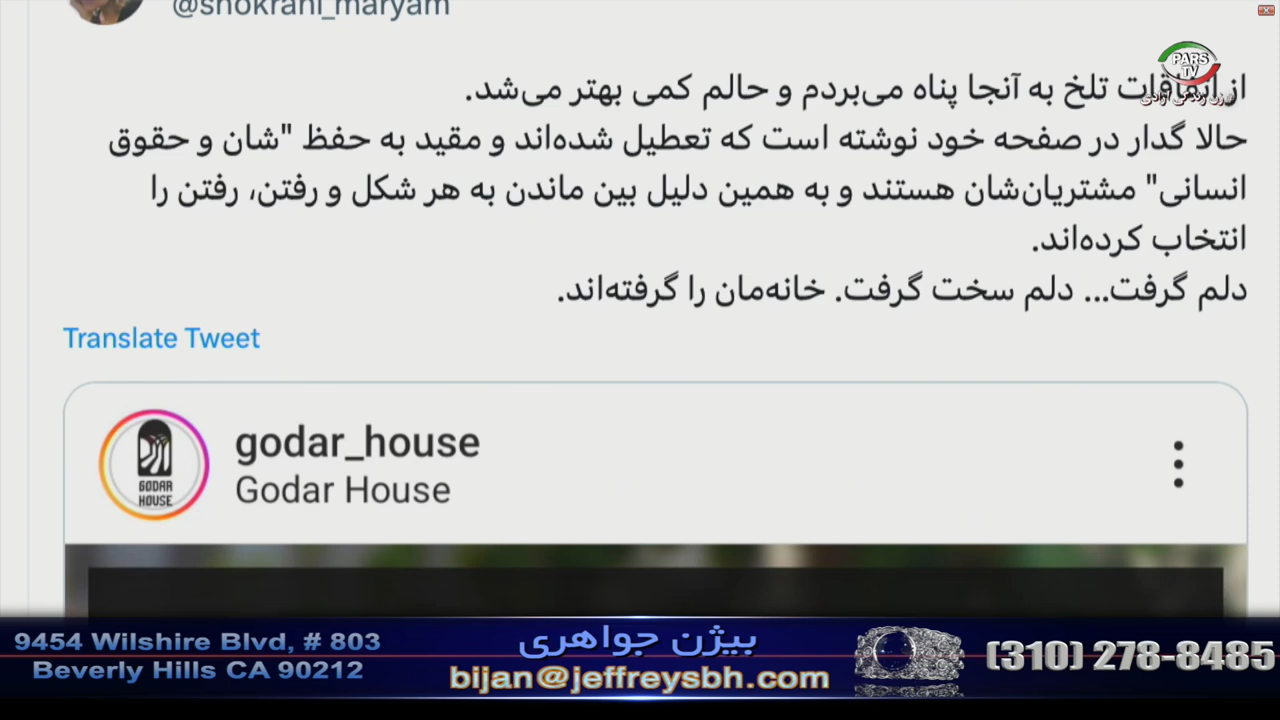 @shokrani_maryam
PARS
TV
#زن زندگی آزادی
از اتفاقات تلخ به آنجا پناه می‌بردم و حالم کمی بهتر می‌شد.
حالا گدار در صفحه خود نوشته است که تعطیل شده‌اند و مقید به حفظ "شان و حقوق
انسانی" مشتریان‌شان هستند و به همین دلیل بین ماندن به هر شکل و رفتن، رفتن را
انتخاب کرده‌اند.
دلم گرفت... دلم سخت گرفت. خانه‌مان را گرفته‌اند.
Translate Tweet
GODAR
HOUSE
godar_house
Godar House
9454 Wilshire Blvd, # 803
Beverly Hills CA 90212
بیژن جواهری
bijan@jeffreysbh.com
(310) 278-8485